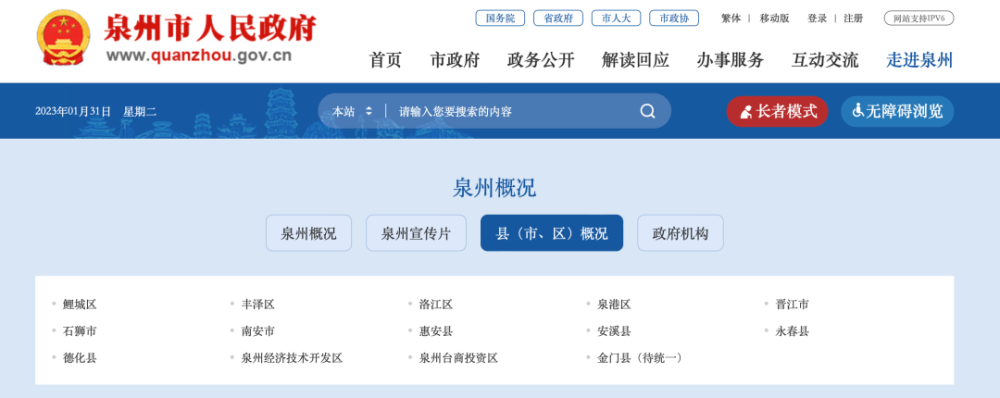 泉州市人民政府
www.quanzhou.gov.cn
国务院 省政府 市人大 市政协 繁体 | 移动版 登录 | 注册 网站支持IPV6
首页 市政府 政务公开 解读回应 办事服务 互动交流 走进泉州
2023年01月31日 星期二 本站 请输入您要搜索的内容 长者模式 无障碍浏览
泉州概况
泉州概况 泉州宣传片 县（市、区）概况 政府机构
鲤城区 丰泽区 洛江区 泉港区 晋江市
石狮市 南安市 惠安县 安溪县 永春县
德化县 泉州经济技术开发区 泉州台商投资区 金门县（待统一）